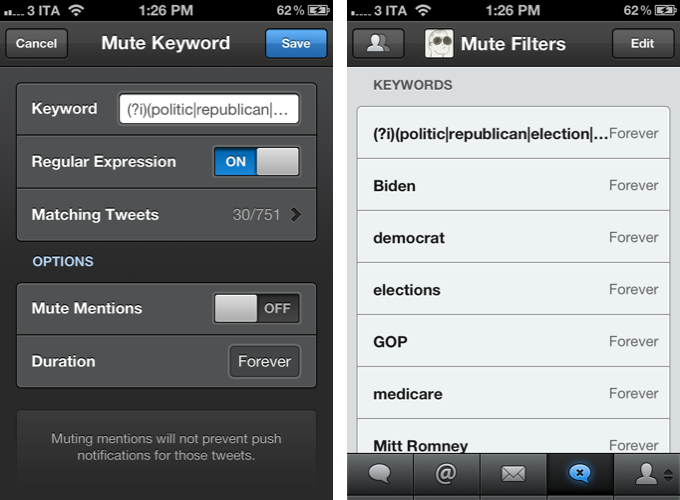 3 ITA 1:26 PM 62%
Cancel Mute Keyword Save
Keyword (?i)(politic|republican|...
Regular Expression ON
Matching Tweets 30/751
OPTIONS
Mute Mentions OFF
Duration Forever
Muting mentions will not prevent push
notifications for those tweets.
3 ITA 1:26 PM 62%
Mute Filters Edit
KEYWORDS
(?i)(politic|republican|election|... Forever
Biden Forever
democrat Forever
elections Forever
GOP Forever
medicare Forever
Mitt Romney Forever
@